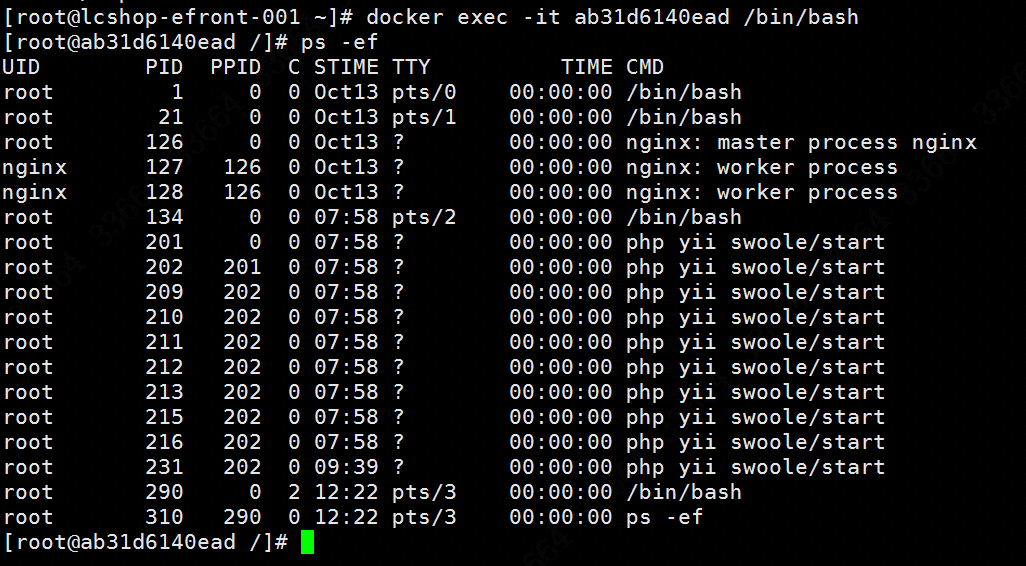 [root@lcshop-efront-001 ~]# docker exec -it ab31d6140ead /bin/bash
[root@ab31d6140ead /]# ps -ef
UID         PID   PPID  C STIME TTY          TIME CMD
root          1      0  0 Oct13 pts/0    00:00:00 /bin/bash
root         21      0  0 Oct13 pts/1    00:00:00 /bin/bash
root        126      0  0 Oct13 ?        00:00:00 nginx: master process nginx
nginx       127    126  0 Oct13 ?        00:00:00 nginx: worker process
nginx       128    126  0 Oct13 ?        00:00:00 nginx: worker process
root        134      0  0 07:58 pts/2    00:00:00 /bin/bash
root        201      0  0 07:58 ?        00:00:00 php yii swoole/start
root        202    201  0 07:58 ?        00:00:00 php yii swoole/start
root        209    202  0 07:58 ?        00:00:00 php yii swoole/start
root        210    202  0 07:58 ?        00:00:00 php yii swoole/start
root        211    202  0 07:58 ?        00:00:00 php yii swoole/start
root        212    202  0 07:58 ?        00:00:00 php yii swoole/start
root        213    202  0 07:58 ?        00:00:00 php yii swoole/start
root        215    202  0 07:58 ?        00:00:00 php yii swoole/start
root        216    202  0 07:58 ?        00:00:00 php yii swoole/start
root        231    202  0 09:39 ?        00:00:00 php yii swoole/start
root        290      0  2 12:22 pts/3    00:00:00 /bin/bash
root        310    290  0 12:22 pts/3    00:00:00 ps -ef
[root@ab31d6140ead /]#